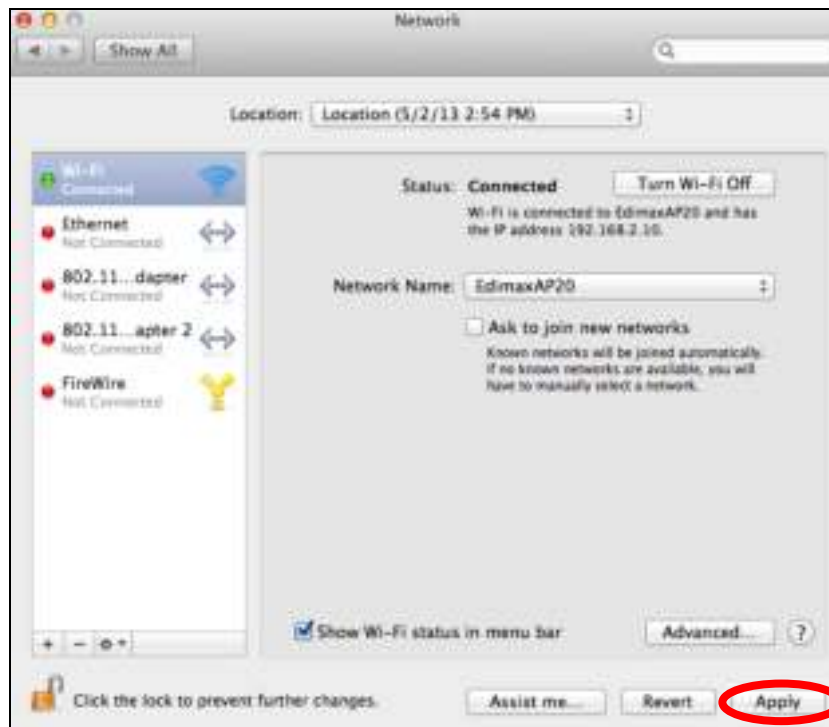 Network
Show All
Location: Location (5/2/13 2:54 PM)
Wi-Fi
Connected
Ethernet
Not Connected
802.11...dapter
Not Connected
802.11...apter 2
Not Connected
FireWire
Not Connected
Status: Connected
Turn Wi-Fi Off
Wi-Fi is connected to EdimaxAP20 and has
the IP address 192.168.2.10.
Network Name: EdimaxAP20
Ask to join new networks
Known networks will be joined automatically.
If no known networks are available, you will
have to manually select a network.
Show Wi-Fi status in menu bar
Advanced...
?
Click the lock to prevent further changes.
Assist me...
Revert
Apply